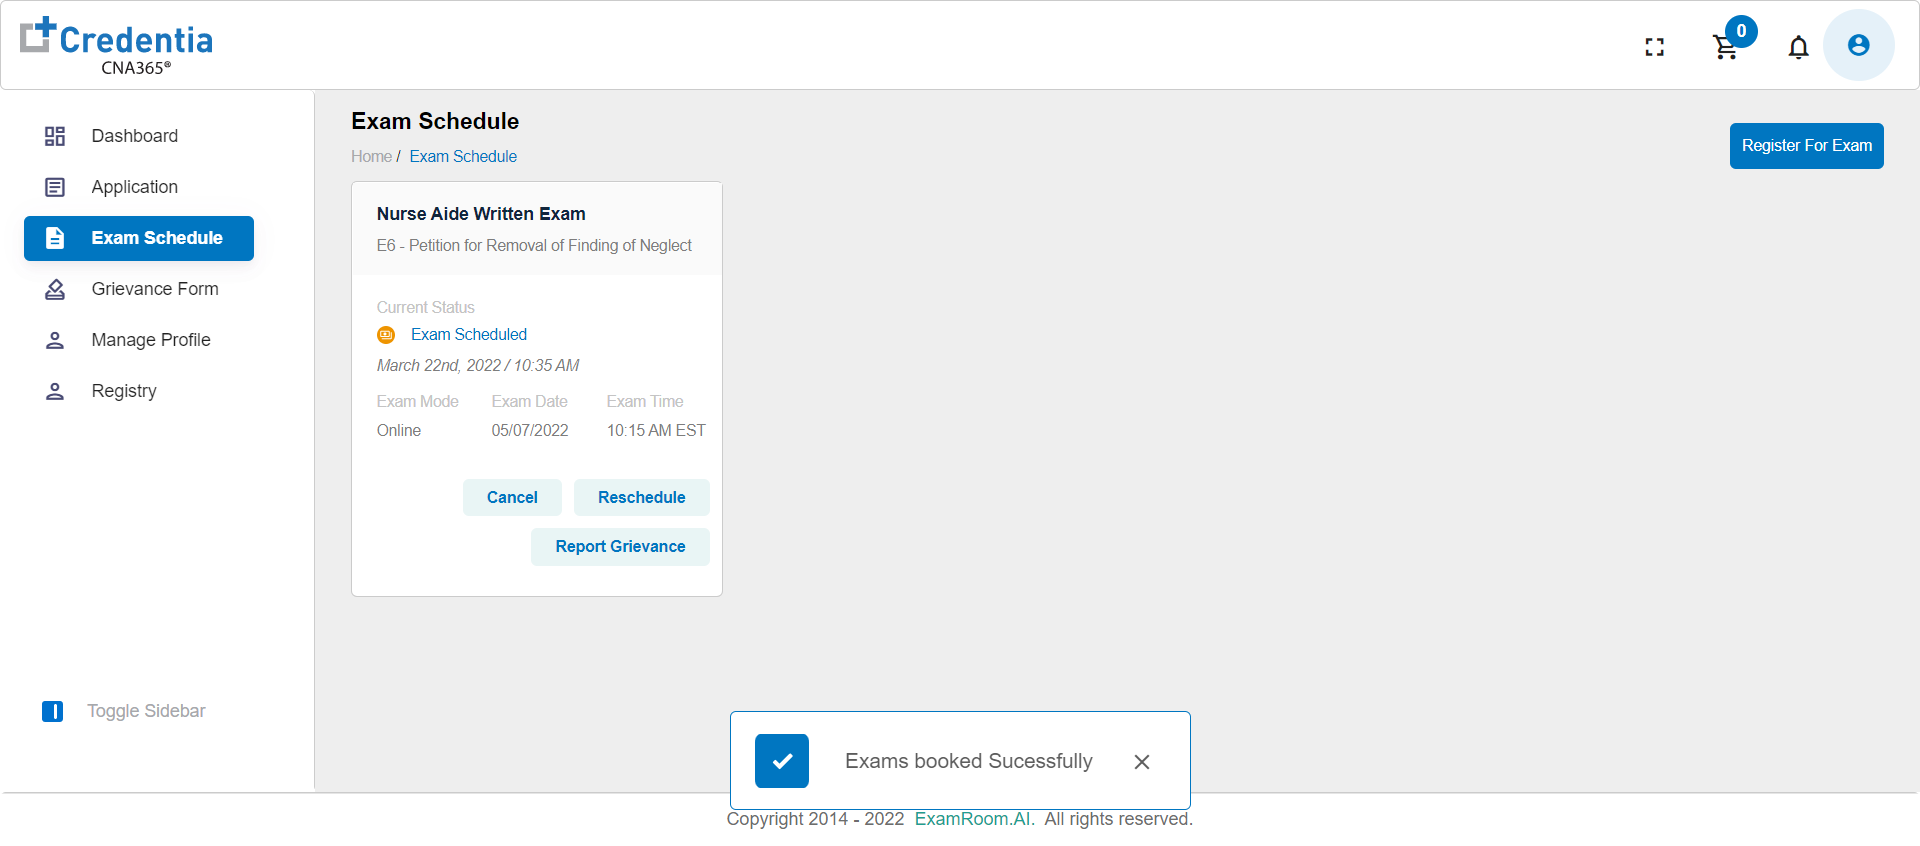 Credentia
CNA365®
0
Dashboard
Application
Exam Schedule
Grievance Form
Manage Profile
Registry
Toggle Sidebar
Exam Schedule
Home / Exam Schedule
Register For Exam
Nurse Aide Written Exam
E6 - Petition for Removal of Finding of Neglect
Current Status
Exam Scheduled
March 22nd, 2022 / 10:35 AM
Exam Mode Exam Date Exam Time
Online 05/07/2022 10:15 AM EST
Cancel Reschedule
Report Grievance
Exams booked Sucessfully
Copyright 2014 - 2022 ExamRoom.AI. All rights reserved.